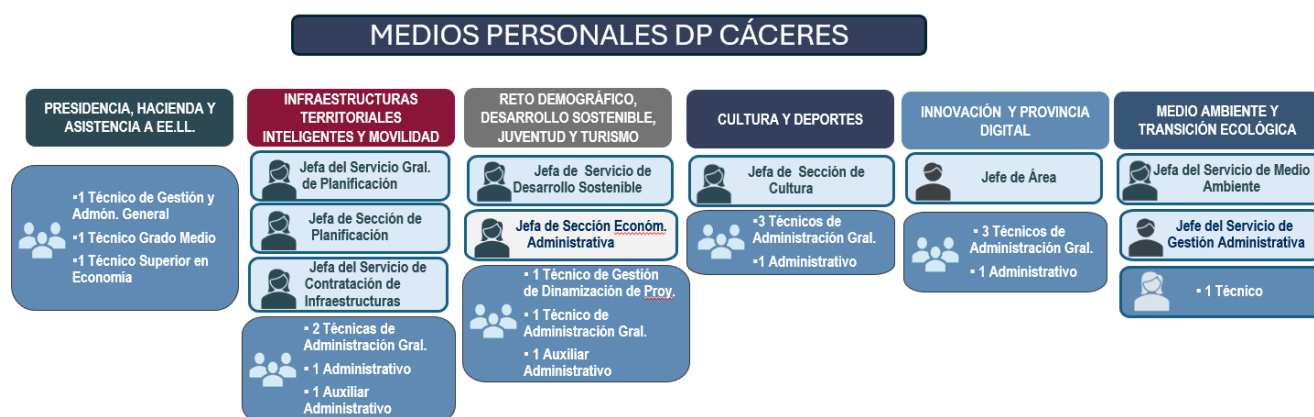 MEDIOS PERSONALES DP CÁCERES
PRESIDENCIA, HACIENDA Y
ASISTENCIA A EE.LL.
▪1 Técnico de Gestión y
Admón. General
▪1 Técnico Grado Medio
▪1 Técnico Superior en
Economía
INFRAESTRUCTURAS
TERRITORIALES
INTELIGENTES Y MOVILIDAD
Jefa del Servicio Gral.
de Planificación
Jefa de Sección de
Planificación
Jefa del Servicio de
Contratación de
Infraestructuras
▪ 2 Técnicas de
Administración Gral.
▪ 1 Administrativo
▪ 1 Auxiliar
Administrativo
RETO DEMOGRÁFICO,
DESARROLLO SOSTENIBLE,
JUVENTUD Y TURISMO
Jefa de Servicio de
Desarrollo Sostenible
Jefa de Sección Económ.
Administrativa
▪ 1 Técnico de Gestión
de Dinamización de Proy.
▪ 1 Técnico de
Administración Gral.
▪ 1 Auxiliar
Administrativo
CULTURA Y DEPORTES
Jefa de Sección de
Cultura
▪3 Técnicos de
Administración Gral.
▪1 Administrativo
INNOVACIÓN Y PROVINCIA
DIGITAL
Jefe de Área
▪ 3 Técnicos de
Administración Gral.
▪ 1 Administrativo
MEDIO AMBIENTE Y
TRANSICIÓN ECOLÓGICA
Jefa del Servicio de Medio
Ambiente
Jefe del Servicio de
Gestión Administrativa
▪ 1 Técnico